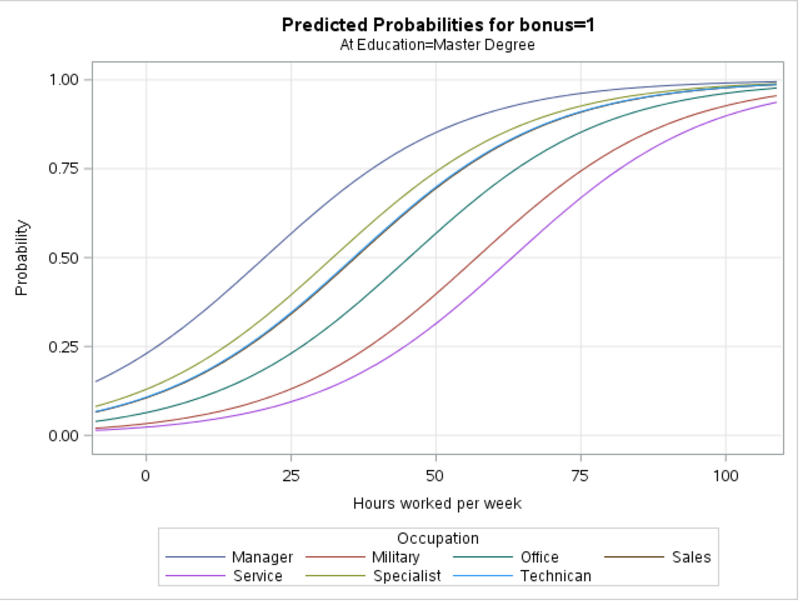 Predicted Probabilities for bonus=1
At Education=Master Degree
1.00
0.75
0.50
0.25
0.00
Probability
0 25 50 75 100
Hours worked per week
Occupation
Manager Military Office Sales
Service Specialist Technican